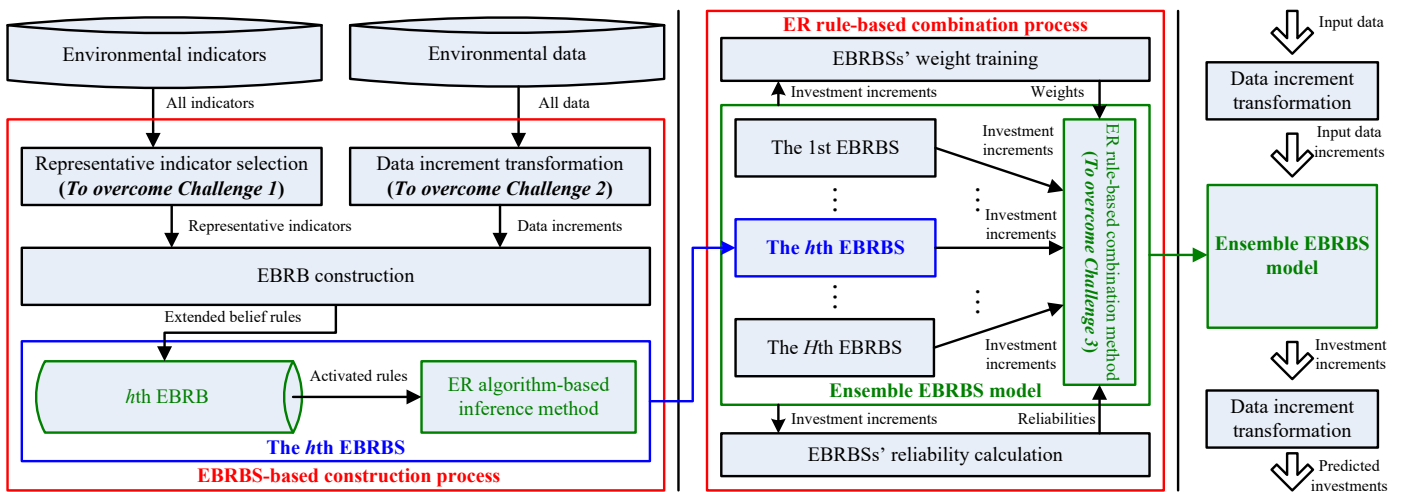 Environmental indicators
Environmental data
All indicators
All data
Representative indicator selection
(To overcome Challenge 1)
Data increment transformation
(To overcome Challenge 2)
Representative indicators
Data increments
EBRB construction
Extended belief rules
hth EBRB
Activated rules
ER algorithm-based
inference method
The hth EBRBS
EBRBS-based construction process
ER rule-based combination process
EBRBSs’ weight training
Investment increments
Weights
The 1st EBRBS
Investment
increments
The hth EBRBS
Investment
increments
The Hth EBRBS
Investment
increments
ER rule-based combination method
(To overcome Challenge 3)
Ensemble EBRBS model
Investment increments
Reliabilities
EBRBSs’ reliability calculation
Input data
Data increment
transformation
Input data
increments
Ensemble EBRBS
model
Investment
increments
Data increment
transformation
Predicted
investments